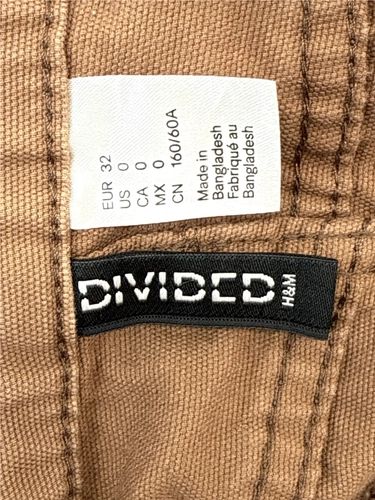 EUR 32
US 0
CA 0
MX 0
CN 160/60A
Made in
Bangladesh
Fabriqué au
Bangladesh
DIVIDED
H&M